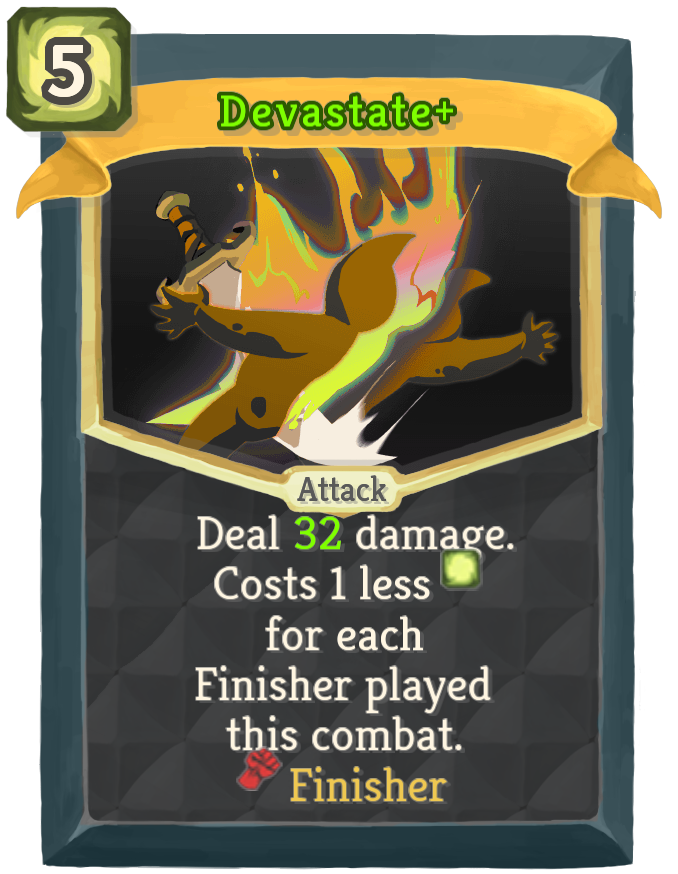 5
Devastate+
Attack
Deal 32 damage.
Costs 1 less
for each
Finisher played
this combat.
Finisher